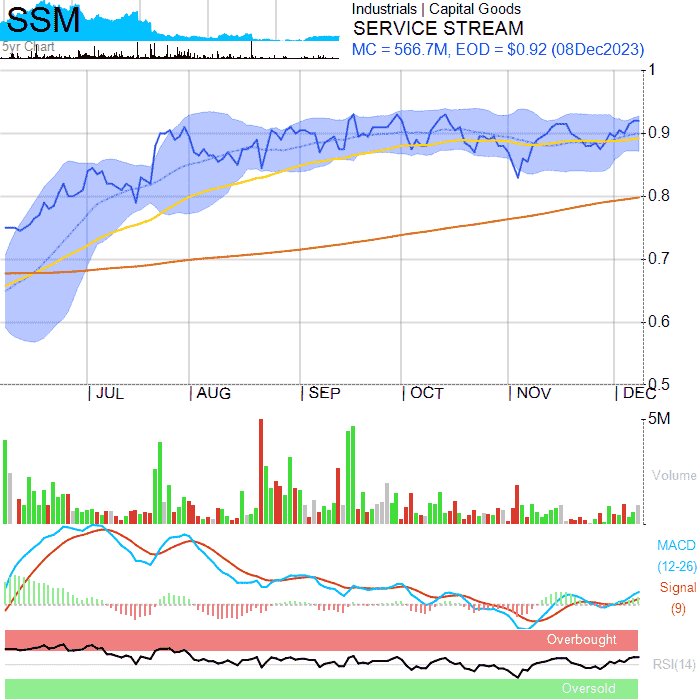 SSM
5yr Chart
Industrials | Capital Goods
SERVICE STREAM
MC = 566.7M, EOD = $0.92 (08Dec2023)
1
0.9
0.8
0.7
0.6
0.5
JUL AUG SEP OCT NOV DEC
5M
Volume
MACD
(12-26)
Signal
(9)
Overbought
RSI(14)
Oversold